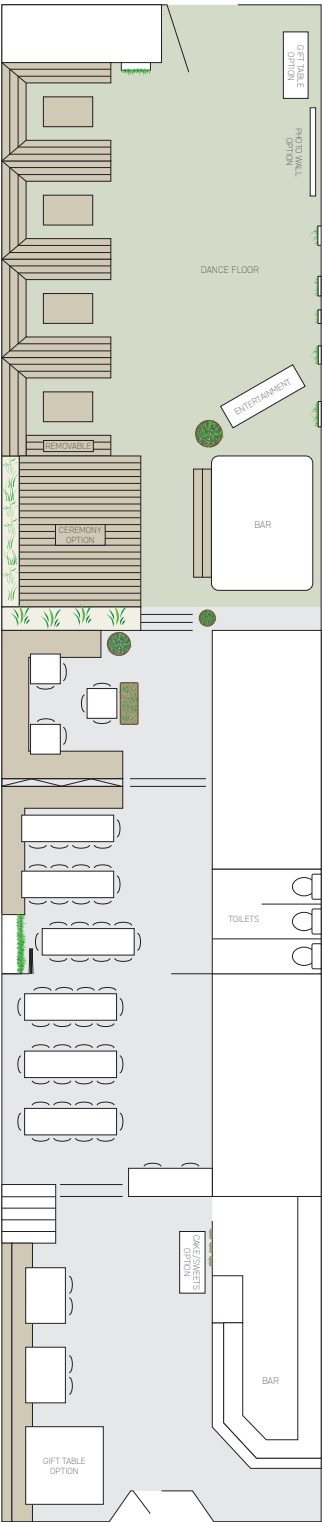 GIFT TABLE
OPTION
PHOTO WALL
OPTION
DANCE FLOOR
ENTERTAINMENT
REMOVABLE
BAR
CEREMONY
OPTION
TOILETS
CAKE/SWEETS
OPTION
BAR
GIFT TABLE
OPTION